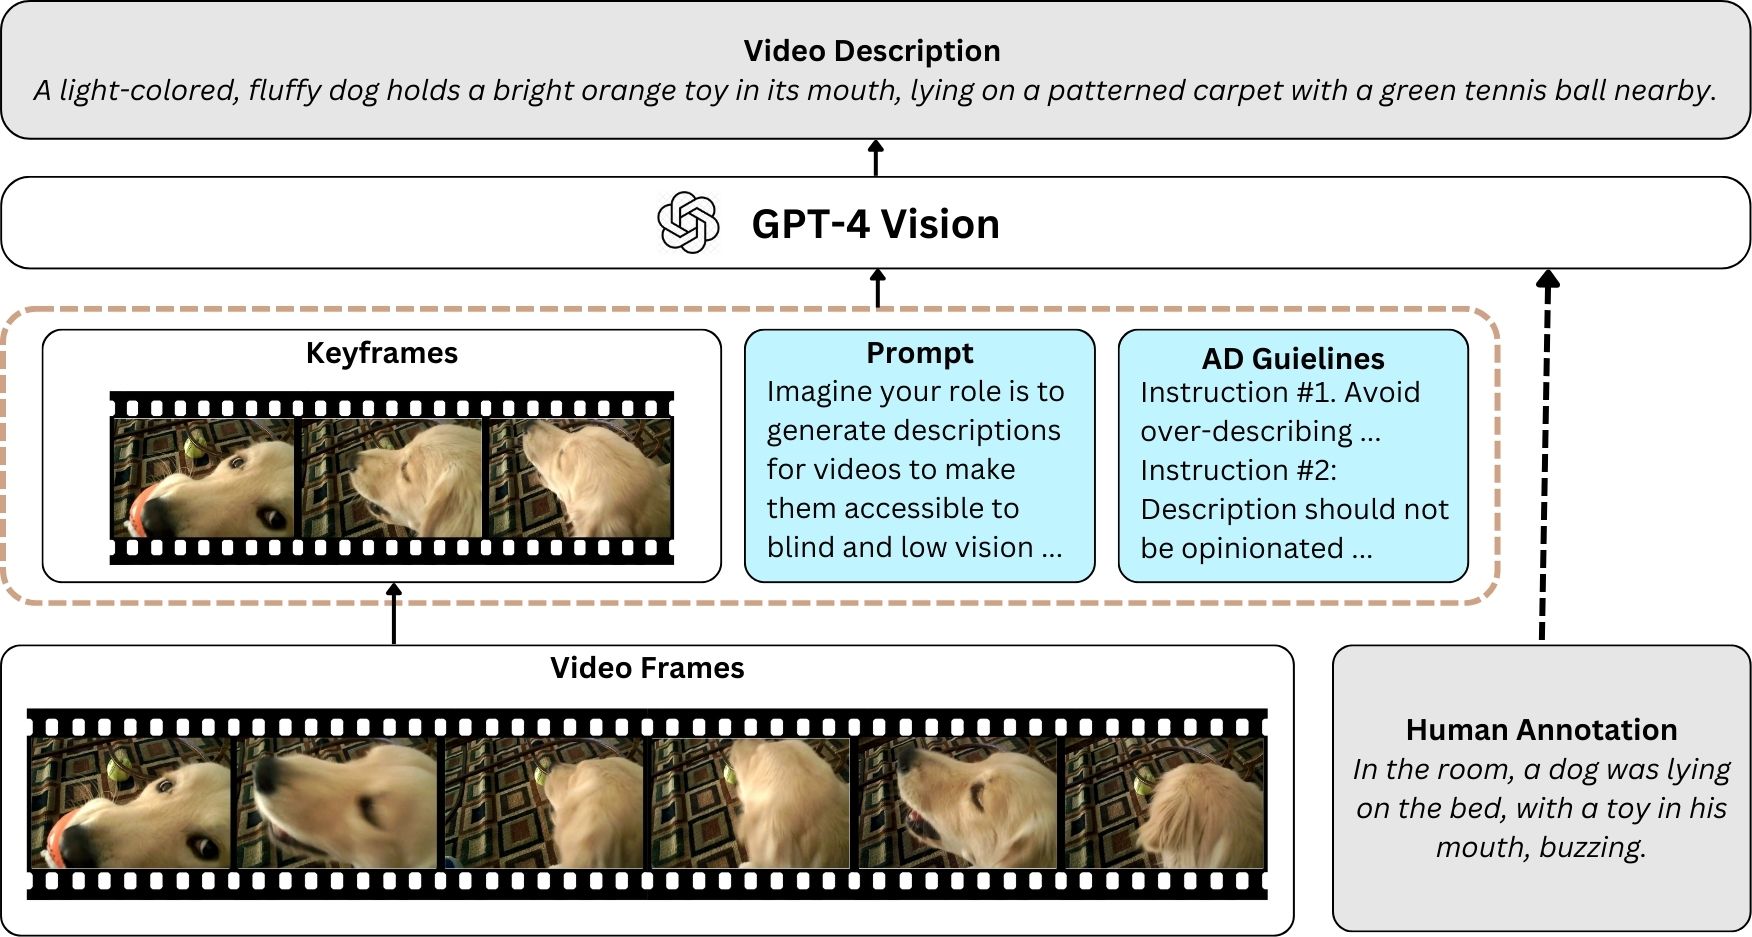 Video Description
A light-colored, fluffy dog holds a bright orange toy in its mouth, lying on a patterned carpet with a green tennis ball nearby.
GPT-4 Vision
Keyframes
Prompt
Imagine your role is to
generate descriptions
for videos to make
them accessible to
blind and low vision ...
AD Guielines
Instruction #1. Avoid
over-describing ...
Instruction #2:
Description should not
be opinionated ...
Video Frames
Human Annotation
In the room, a dog was lying
on the bed, with a toy in his
mouth, buzzing.